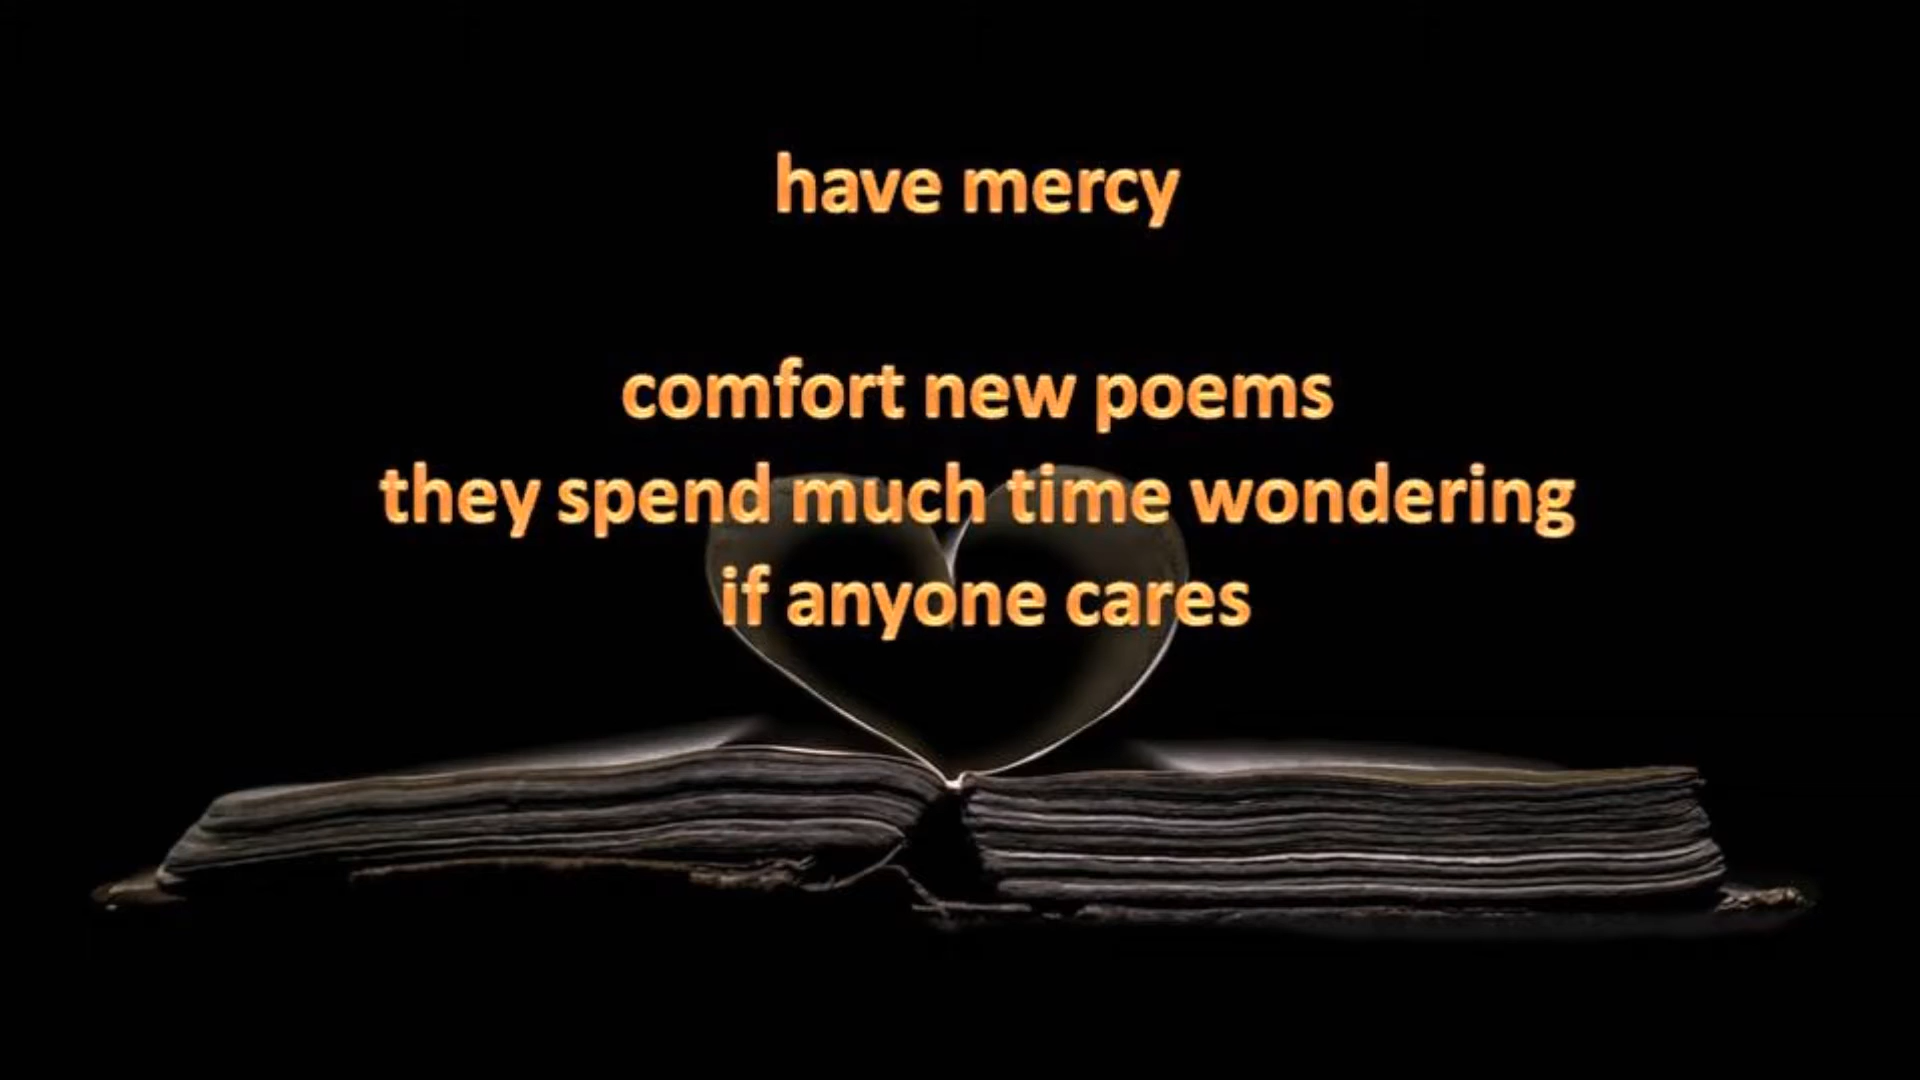 have mercy
comfort new poems
they spend much time wondering
if anyone cares